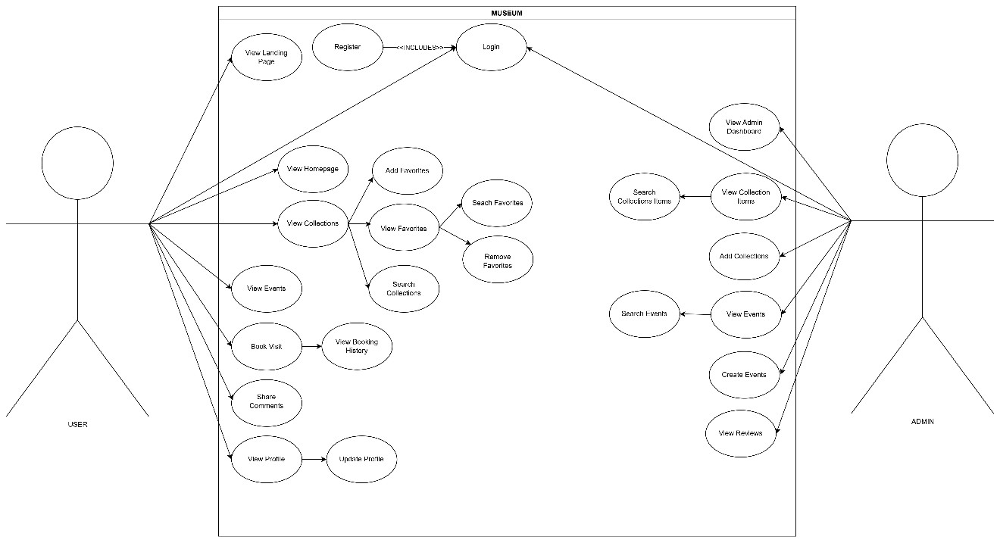 MUSEUM
View Landing
Page
Register
<<INCLUDES>>
Login
View Admin
Dashboard
View Homepage
Add Favorites
Search
Collections Items
View Collection
Items
Seach Favorites
View Collections
View Favorites
Remove
Favorites
Add Collections
View Events
Search
Collections
Search Events
View Events
Book Visit
View Booking
History
Create Events
Share
Comments
USER
ADMIN
View Reviews
View Profile
Update Profile